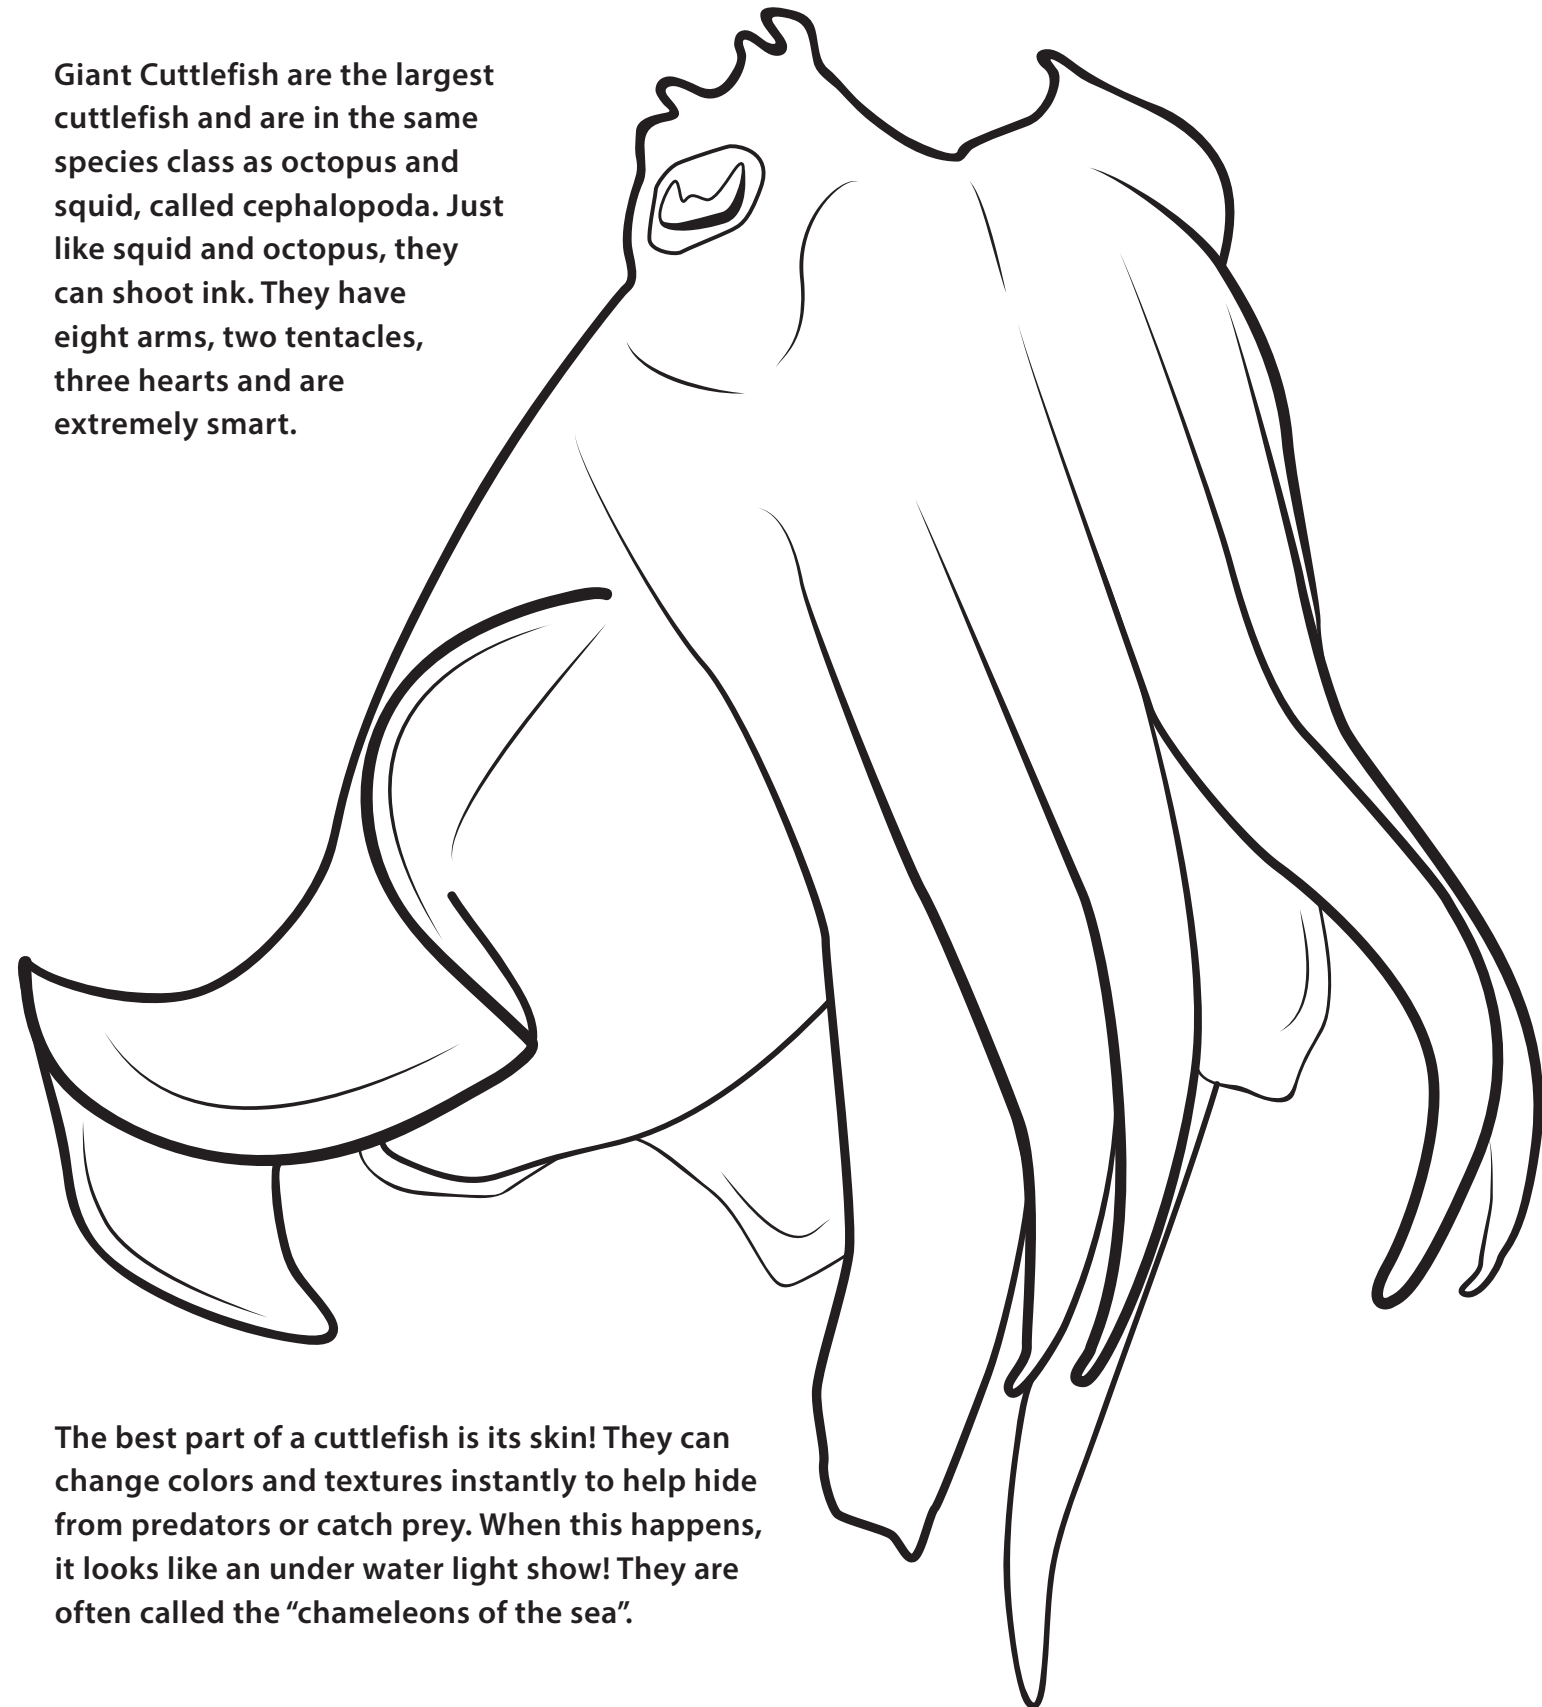 Giant Cuttlefish are the largest
cuttlefish and are in the same
species class as octopus and
squid, called cephalopoda. Just
like squid and octopus, they
can shoot ink. They have
eight arms, two tentacles,
three hearts and are
extremely smart.
The best part of a cuttlefish is its skin! They can
change colors and textures instantly to help hide
from predators or catch prey. When this happens,
it looks like an under water light show! They are
often called the “chameleons of the sea”.